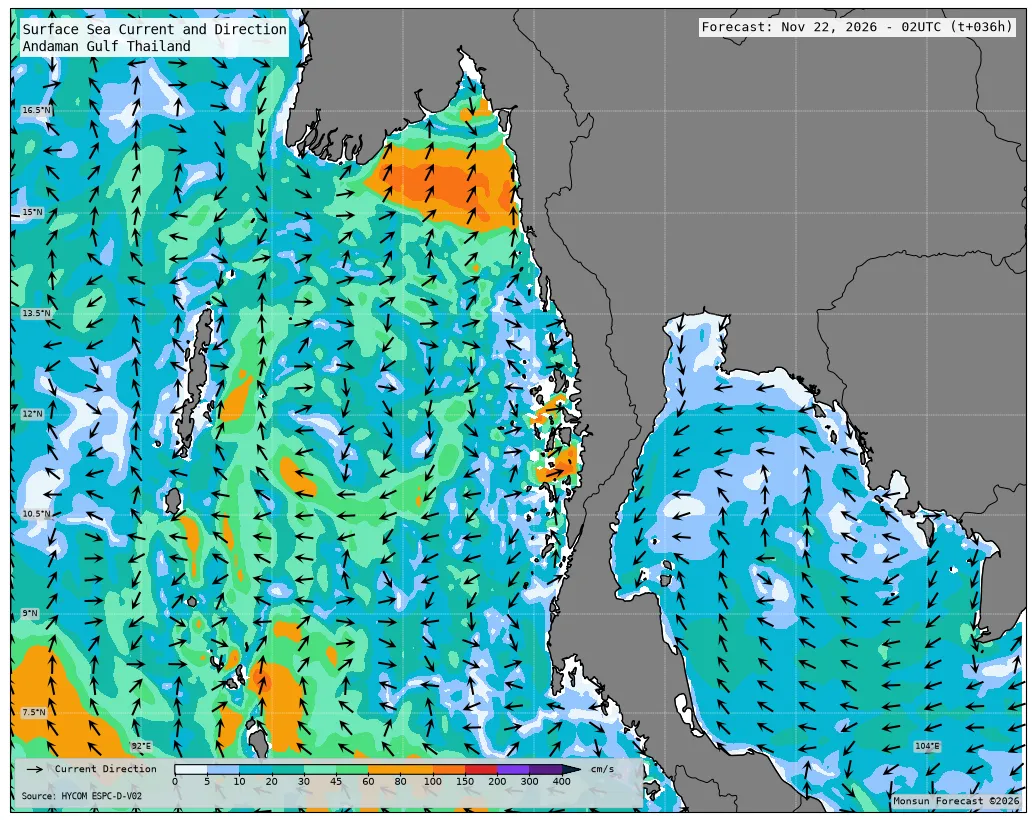 Surface Sea Current and Direction
Andaman Gulf Thailand
Forecast: Nov 22, 2026 - 02UTC (t+036h)
16.5°N
15°N
13.5°N
12°N
10.5°N
9°N
7.5°N
92°E
104°E
Current Direction
0 5 10 20 30 45 60 80 100 150 200 300 400 cm/s
Source: HYCOM ESPC-D-V02
Monsun Forecast ©2026